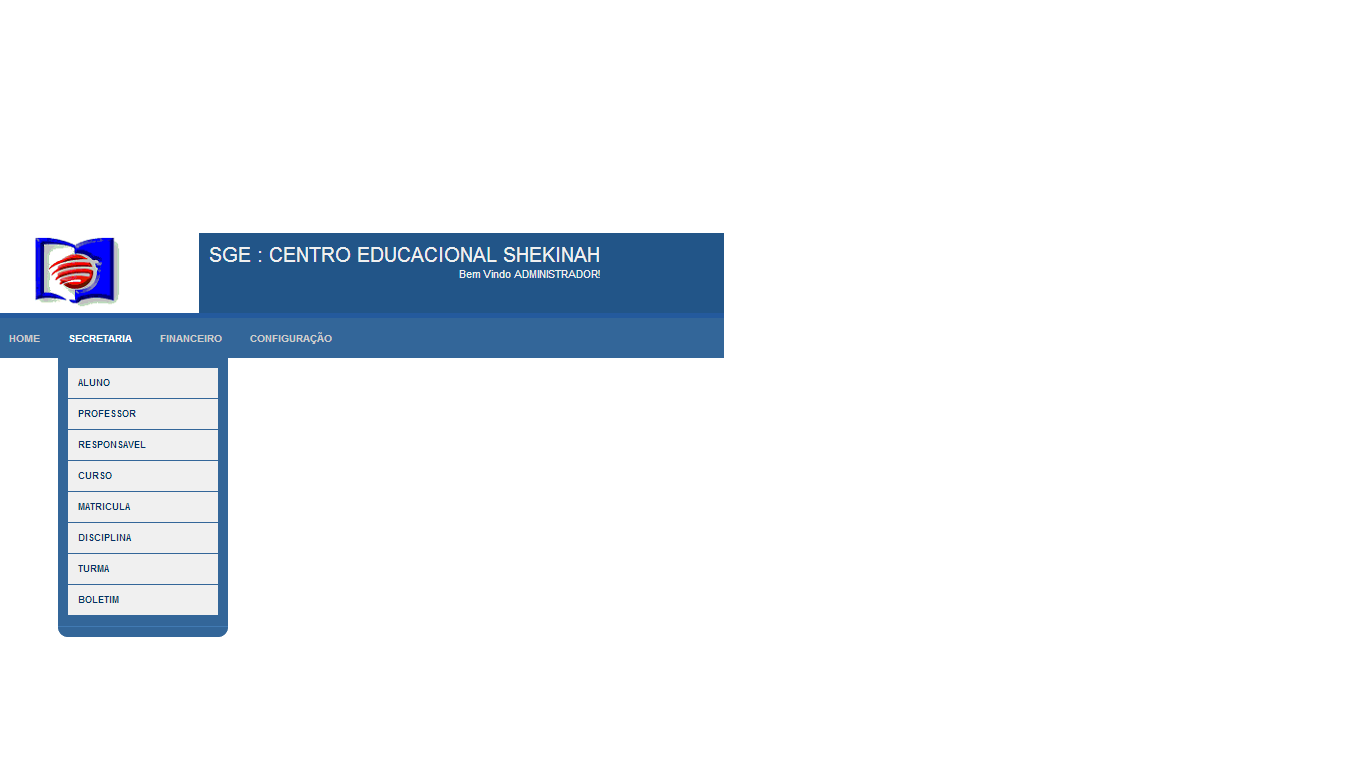 SGE : CENTRO EDUCACIONAL SHEKINAH
Bem Vindo ADMINISTRADOR!
HOME SECRETARIA FINANCEIRO CONFIGURAÇÃO
ALUNO
PROFESSOR
RESPONSAVEL
CURSO
MATRICULA
DISCIPLINA
TURMA
BOLETIM